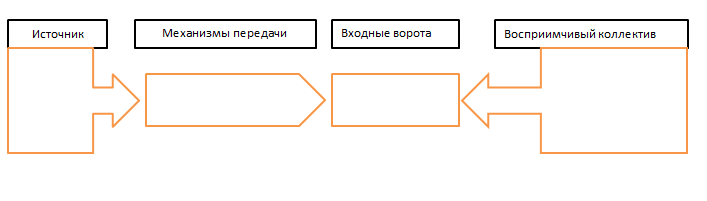 Источник
Механизмы передачи
Входные ворота
Восприимчивый коллектив